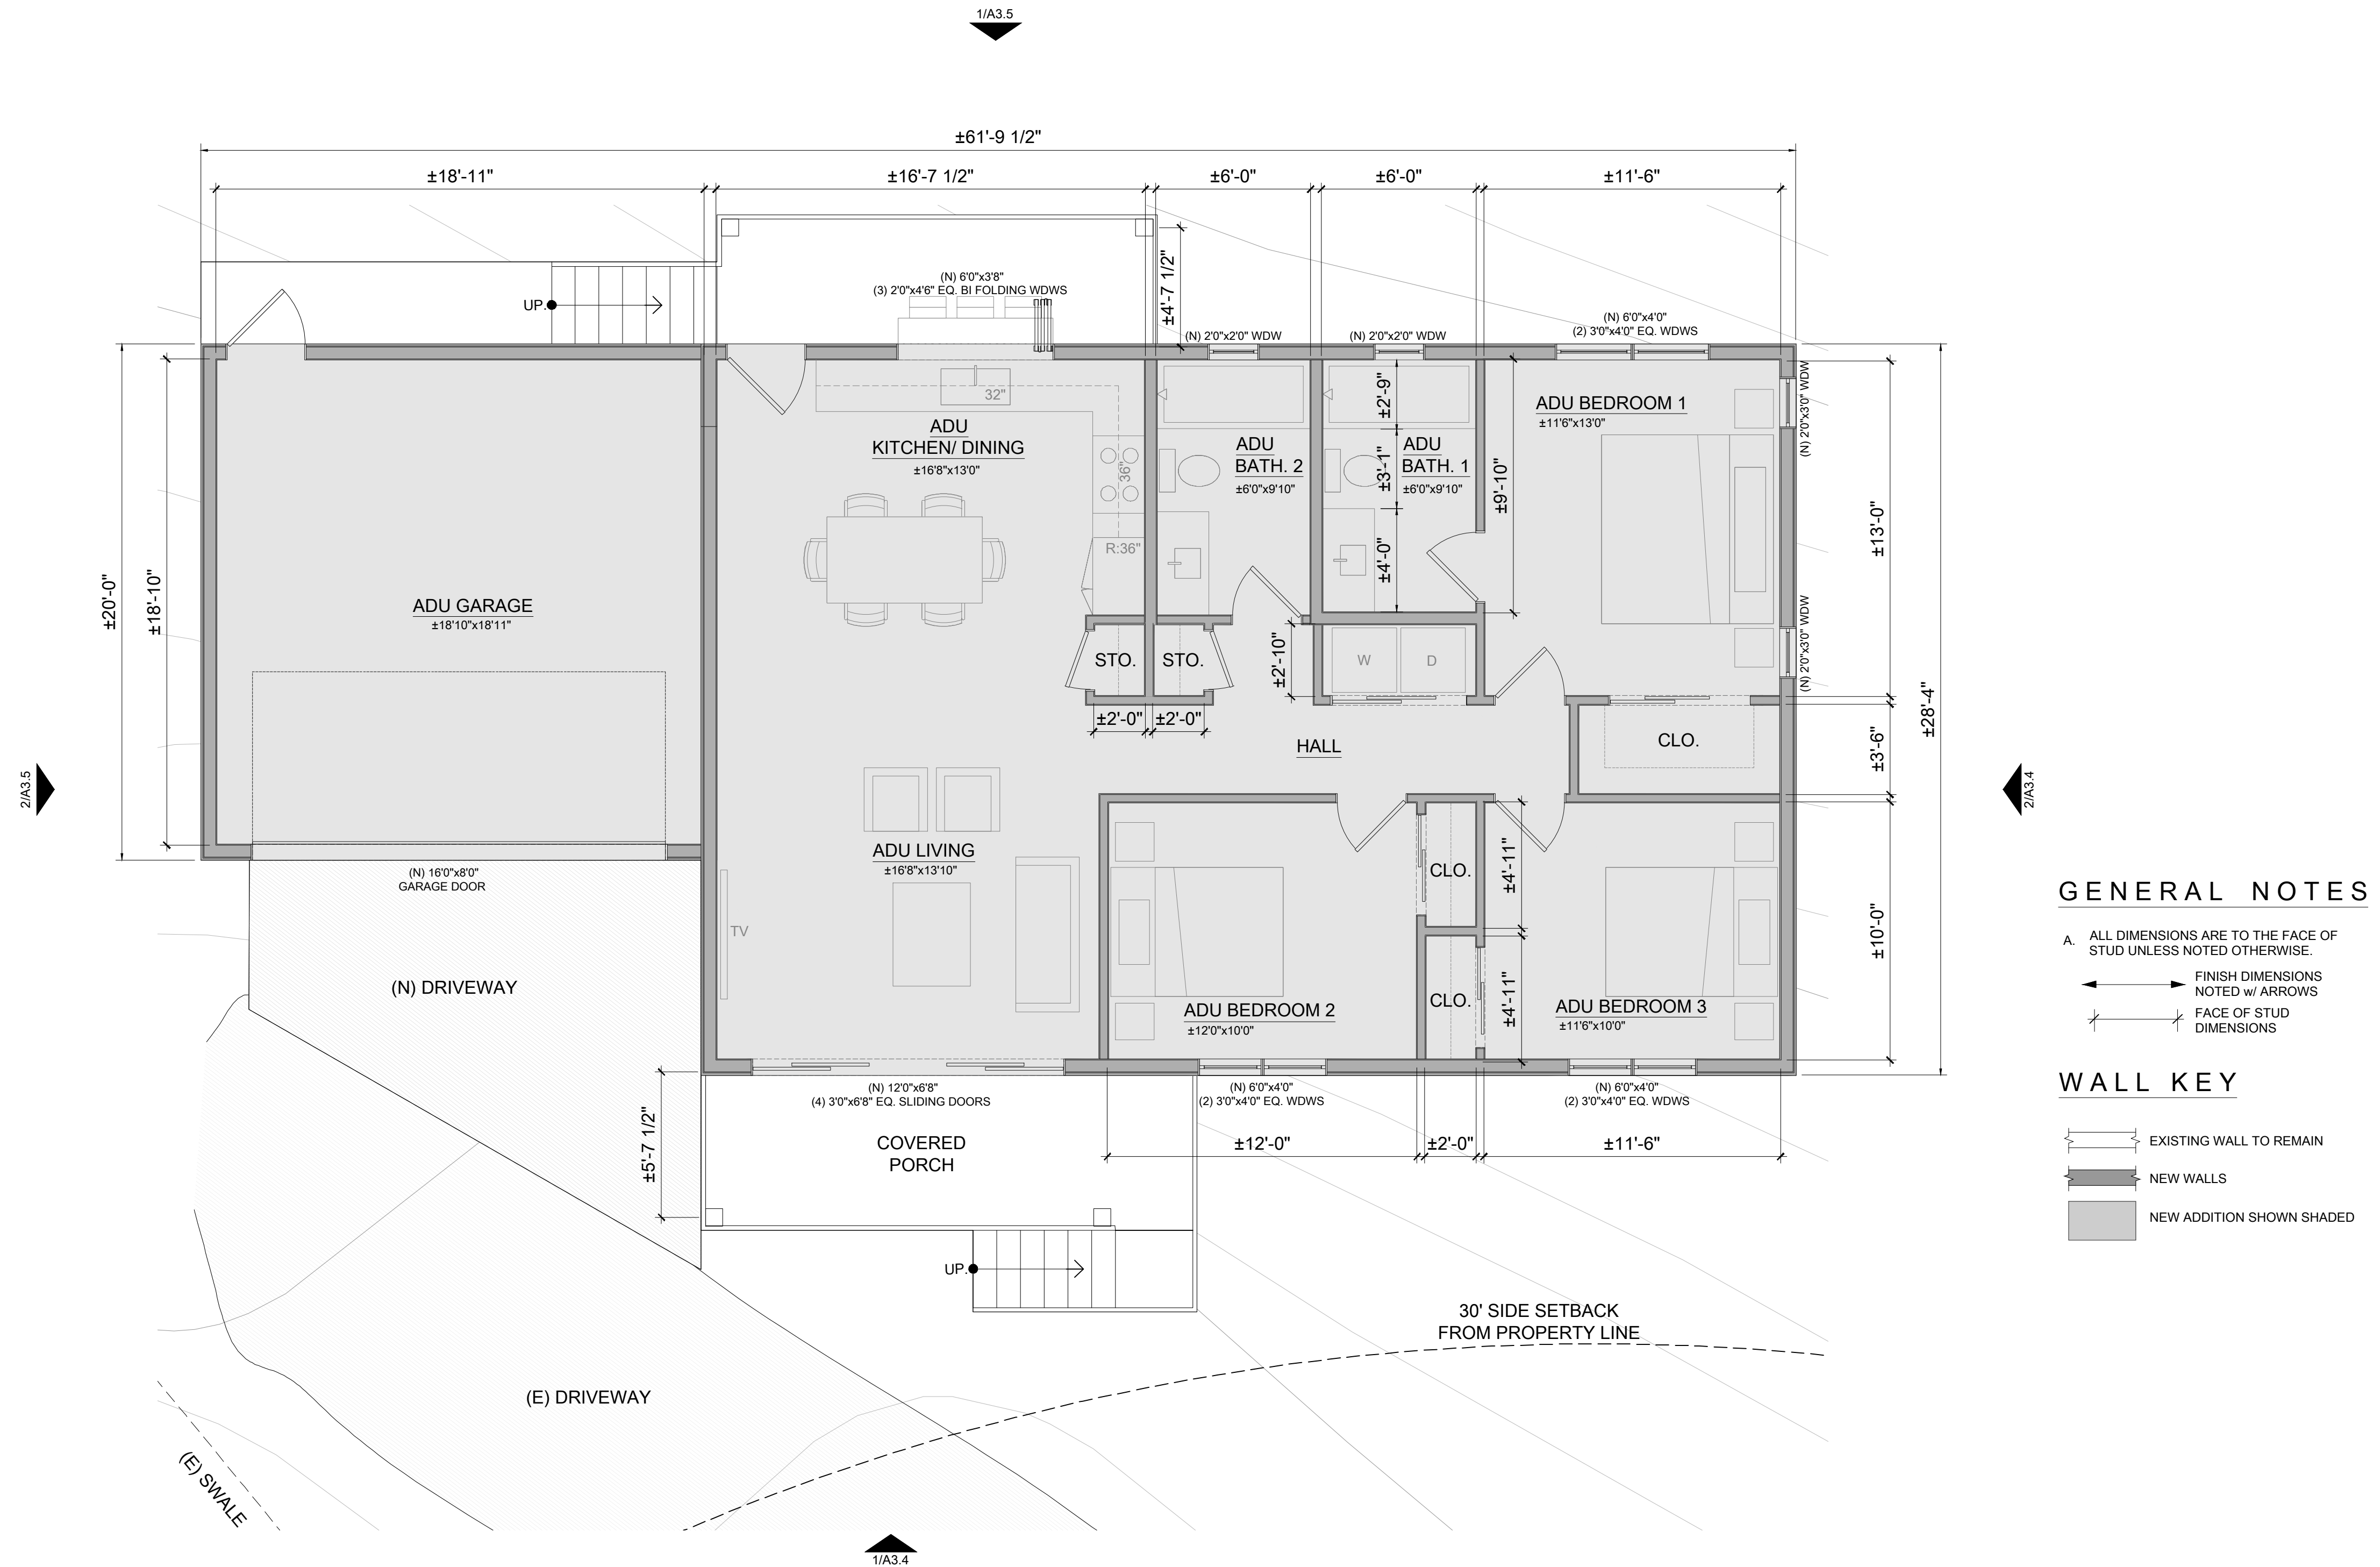 1/A3.5
±61'-9 1/2"
±18'-11"
±16'-7 1/2"
±6'-0"
±6'-0"
±11'-6"
±4'-7 1/2"
UP.
(N) 6'0"x3'8"
(3) 2'0"x4'6" EQ. BI FOLDING WDWS
(N) 2'0"x2'0" WDW
(N) 2'0"x2'0" WDW
(N) 6'0"x4'0"
(2) 3'0"x4'0" EQ. WDWS
(N) 2'0"x3'0" WDW
32"
ADU
KITCHEN/ DINING
±16'8"x13'0"
36"
R:36"
ADU
BATH. 2
±6'0"x9'10"
±2'-9"
±3'-1"
±4'-0"
ADU
BATH. 1
±6'0"x9'10"
±9'-10"
ADU BEDROOM 1
±11'6"x13'0"
±13'-0"
±20'-0"
±18'-10"
ADU GARAGE
±18'10"x18'11"
STO.
STO.
±2'-10"
W
D
(N) 2'0"x3'0" WDW
±2'-0"
±2'-0"
HALL
CLO.
±3'-6"
±28'-4"
2/A3.5
2/A3.4
ADU LIVING
±16'8"x13'10"
TV
CLO.
±4'-11"
CLO.
±4'-11"
±10'-0"
ADU BEDROOM 2
±12'0"x10'0"
ADU BEDROOM 3
±11'6"x10'0"
(N) 16'0"x8'0"
GARAGE DOOR
(N) DRIVEWAY
(N) 12'0"x6'8"
(4) 3'0"x6'8" EQ. SLIDING DOORS
(N) 6'0"x4'0"
(2) 3'0"x4'0" EQ. WDWS
(N) 6'0"x4'0"
(2) 3'0"x4'0" EQ. WDWS
±5'-7 1/2"
COVERED
PORCH
±12'-0"
±2'-0"
±11'-6"
UP.
30' SIDE SETBACK
FROM PROPERTY LINE
(E) DRIVEWAY
(E) SWALE
1/A3.4
GENERAL NOTES
A. ALL DIMENSIONS ARE TO THE FACE OF
STUD UNLESS NOTED OTHERWISE.
FINISH DIMENSIONS
NOTED w/ ARROWS
FACE OF STUD
DIMENSIONS
WALL KEY
EXISTING WALL TO REMAIN
NEW WALLS
NEW ADDITION SHOWN SHADED